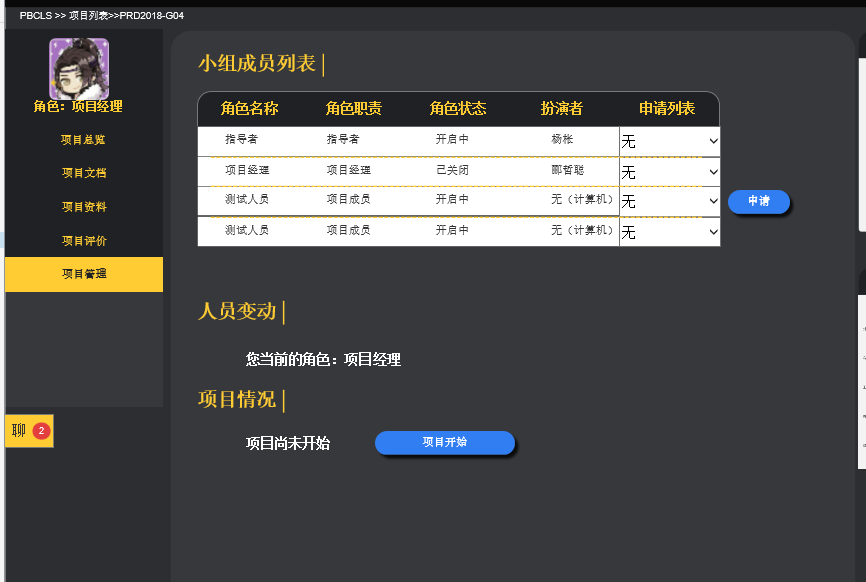 PBCLS >> 项目列表>>PRD2018-G04
角色：项目经理
项目总览
项目文档
项目资料
项目评价
项目管理
聊 2
小组成员列表 |
角色名称 角色职责 角色状态 扮演者 申请列表
指导者 指导者 开启中 杨枨 无
项目经理 项目经理 已关闭 郦哲聪 无
测试人员 项目成员 开启中 无（计算机） 无
申请
测试人员 项目成员 开启中 无（计算机） 无
人员变动 |
您当前的角色：项目经理
项目情况 |
项目尚未开始 项目开始